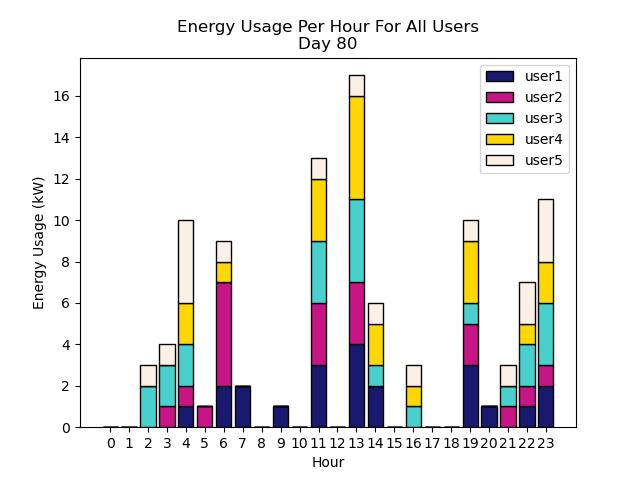 Energy Usage Per Hour For All Users
Day 80
user1
user2
user3
user4
user5
16
14
12
10
8
6
4
2
0
Energy Usage (kW)
0 1 2 3 4 5 6 7 8 9 10 11 12 13 14 15 16 17 18 19 20 21 22 23
Hour